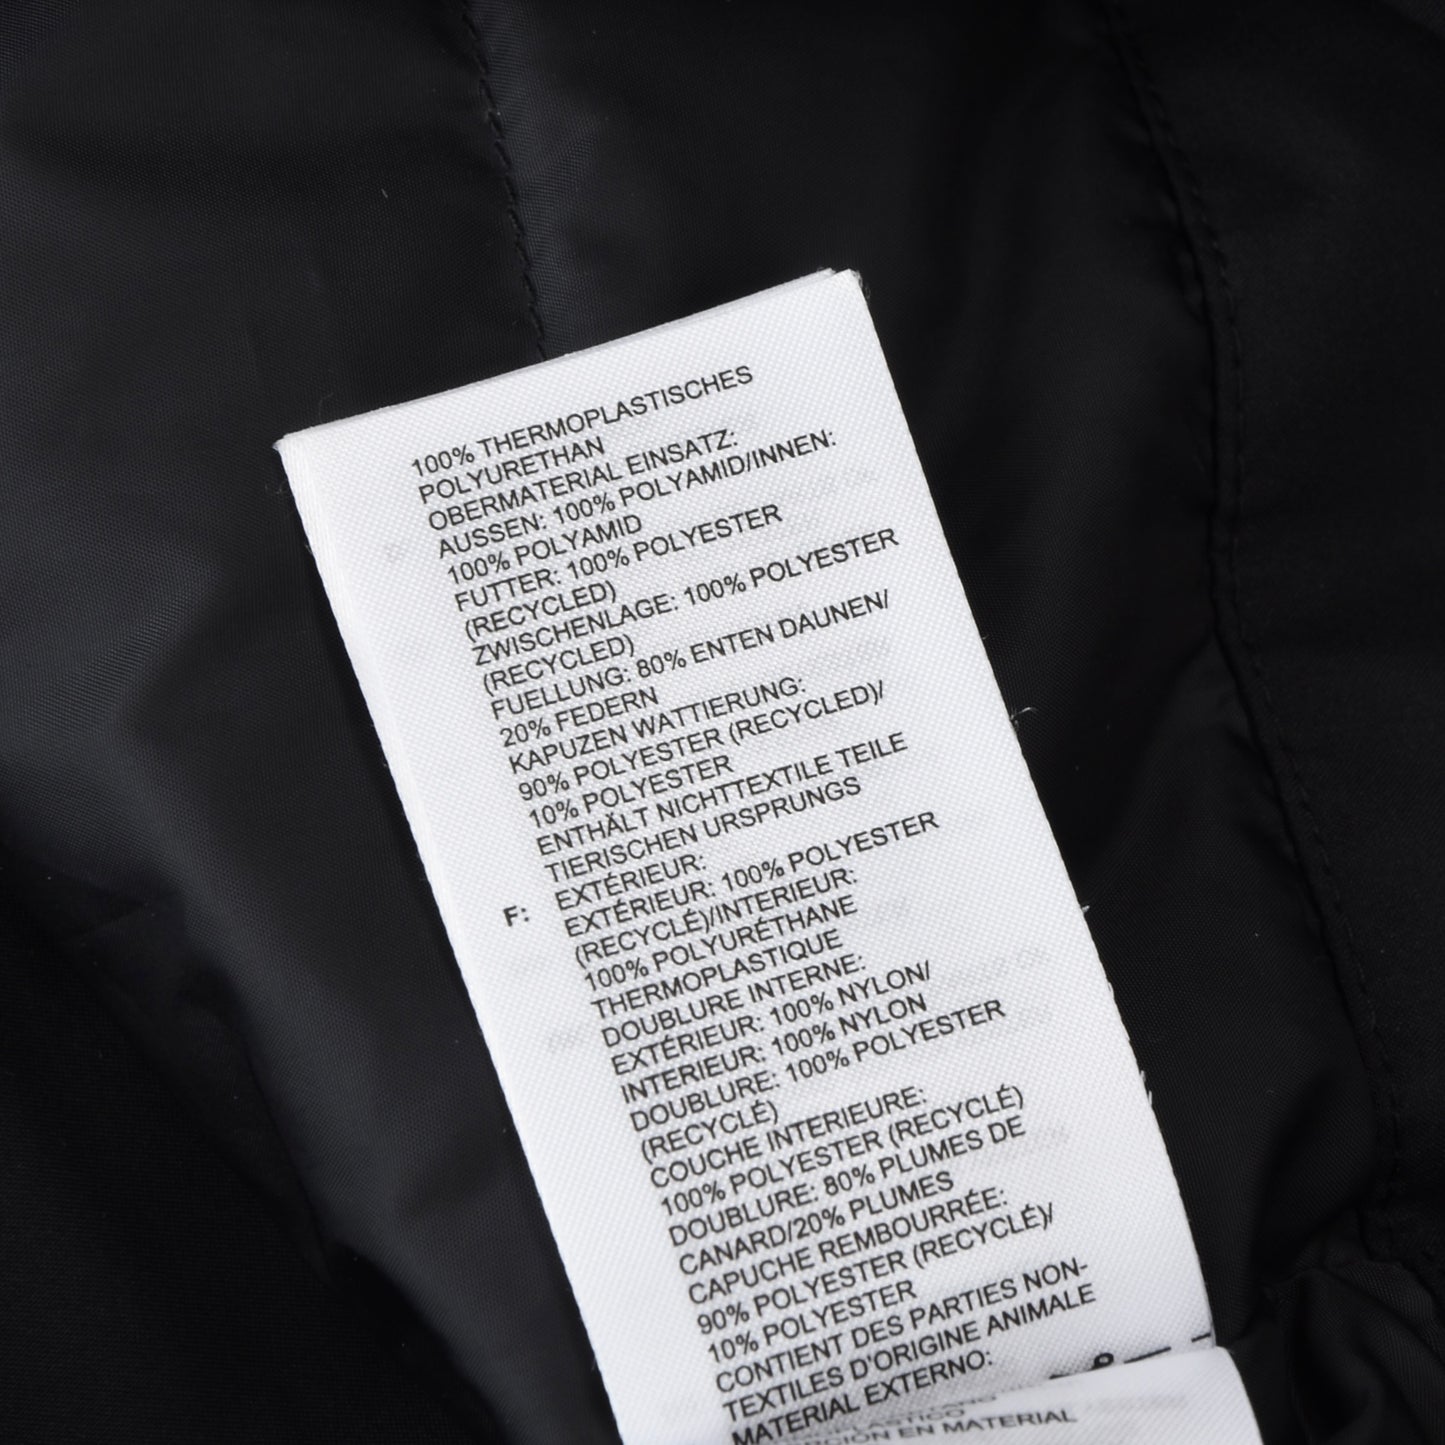 100% THERMOPLASTISCHES
POLYURETHAN
OBERMATERIAL EINSATZ:
AUSSEN: 100% POLYAMID/INNEN:
100% POLYAMID
FUTTER: 100% POLYESTER
(RECYCLED)
ZWISCHENLAGE: 100% POLYESTER
(RECYCLED)
FUELLUNG: 80% ENTEN DAUNEN/
20% FEDERN
KAPUZEN WATTIERUNG:
90% POLYESTER (RECYCLED)/
10% POLYESTER
ENTHÄLT NICHTTEXTILE TEILE
TIERISCHEN URSPRUNGS
F: EXTÉRIEUR:
EXTÉRIEUR: 100% POLYESTER
(RECYCLÉ)/INTERIEUR:
100% POLYURÉTHANE
THERMOPLASTIQUE
DOUBLURE INTERNE:
EXTÉRIEUR: 100% NYLON/
INTERIEUR: 100% NYLON
DOUBLURE: 100% POLYESTER
(RECYCLÉ)
COUCHE INTERIEURE:
100% POLYESTER (RECYCLÉ)
DOUBLURE: 80% PLUMES DE
CANARD/20% PLUMES
CAPUCHE REMBOURRÉE:
90% POLYESTER (RECYCLÉ)/
10% POLYESTER
CONTIENT DES PARTIES NON-
TEXTILES D'ORIGINE ANIMALE
MATERIAL EXTERNO:
EN MATERIAL